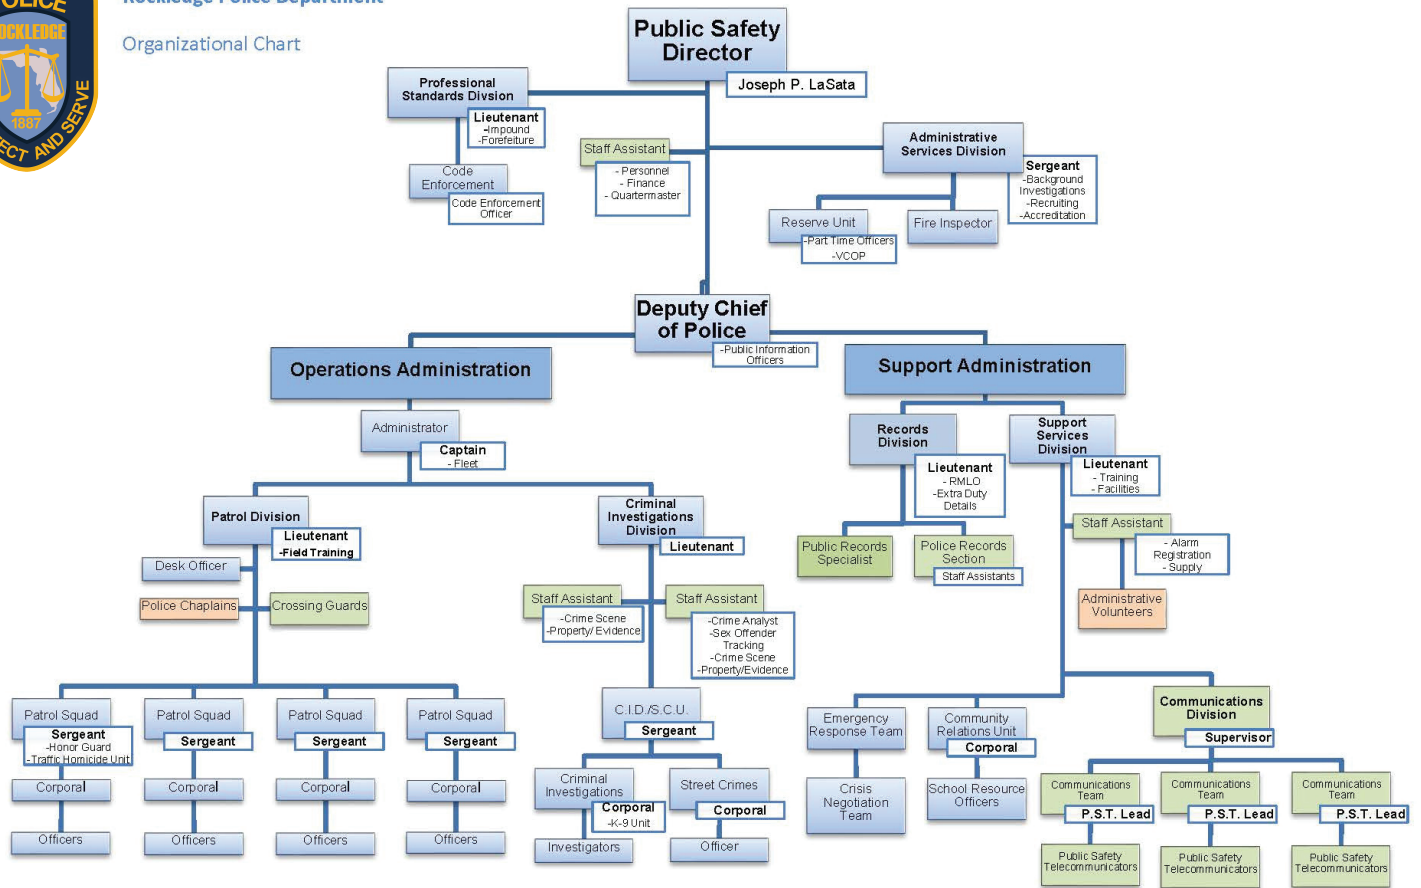 POLICE
ROCKLEDGE
1887
PROTECT AND SERVE
Rockledge Police Department
Organizational Chart
Public Safety
Director
Joseph P. LaSata
Professional
Standards Divsion
Lieutenant
-Impound
-Forefeiture
Code
Enforcement
Code Enforcement
Officer
Staff Assistant
- Personnel
- Finance
- Quartermaster
Administrative
Services Division
Sergeant
-Background
Investigations
-Recruiting
-Accreditation
Reserve Unit
-Part Time Officers
-VCOP
Fire Inspector
Deputy Chief
of Police
-Public Information
Officers
Operations Administration
Support Administration
Administrator
Captain
- Fleet
Records
Division
Lieutenant
- RMLO
-Extra Duty
Details
Support
Services
Division
Lieutenant
- Training
- Facilities
Patrol Division
Lieutenant
-Field Training
Criminal
Investigations
Division
Lieutenant
Desk Officer
Police Chaplains
Crossing Guards
Staff Assistant
-Crime Scene
-Property/ Evidence
Staff Assistant
-Crime Analyst
-Sex Offender
Tracking
-Crime Scene
-Property/Evidence
Public Records
Specialist
Police Records
Section
Staff Assistants
Staff Assistant
- Alarm
Registration
- Supply
Administrative
Volunteers
Patrol Squad
Sergeant
-Honor Guard
-Traffic Homicide Unit
Corporal
Officers
Patrol Squad
Sergeant
Corporal
Officers
Patrol Squad
Sergeant
Corporal
Officers
Patrol Squad
Sergeant
Corporal
Officers
C.I.D./S.C.U.
Sergeant
Criminal
Investigations
Corporal
-K-9 Unit
Investigators
Street Crimes
Corporal
Officer
Emergency
Response Team
Crisis
Negotiation
Team
Community
Relations Unit
Corporal
School Resource
Officers
Communications
Division
Supervisor
Communications
Team
P.S.T. Lead
Public Safety
Telecommunicators
Communications
Team
P.S.T. Lead
Public Safety
Telecommunicators
Communications
Team
P.S.T. Lead
Public Safety
Telecommunicators